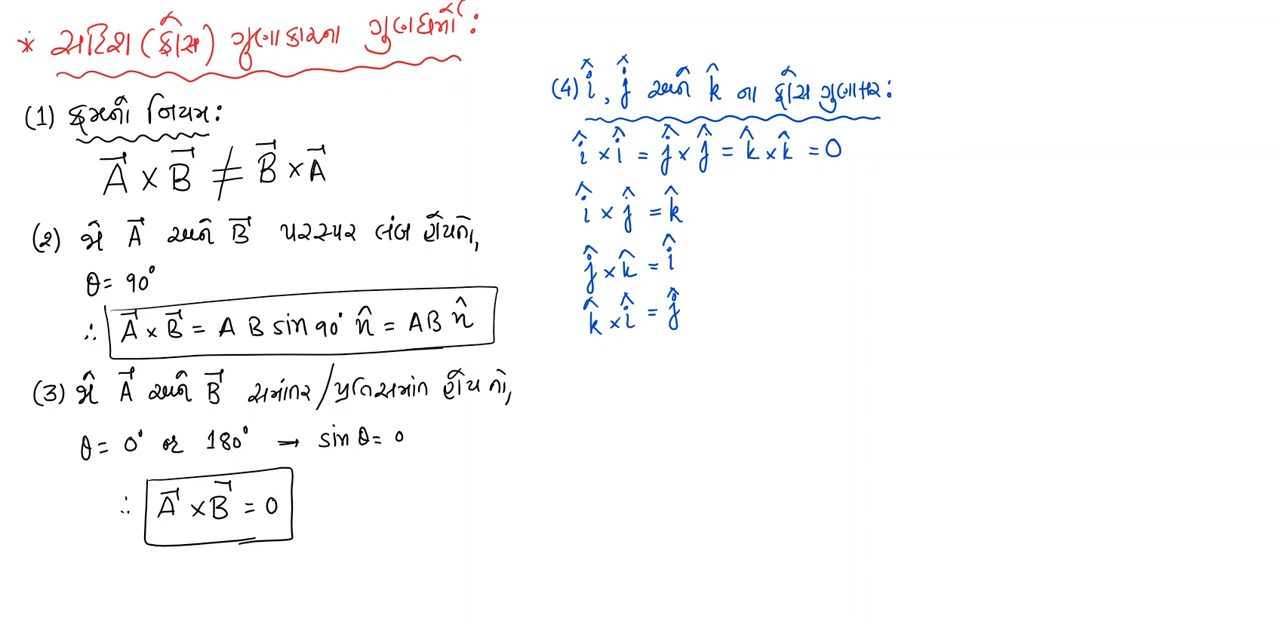 * સદિશ (ક્રોસ) ગુણાકારના ગુણધર્મો:
(1) ક્રમનો નિયમ:
A⃗ × B⃗ ≠ B⃗ × A⃗
(2) જો A⃗ અને B⃗ પરસ્પર લંબ હોયતો,
θ = 90°
∴ A⃗ × B⃗ = A B sin 90° n̂ = AB n̂
(3) જો A⃗ અને B⃗ સમાંતર/પ્રતિસમાંતર હોય તો,
θ = 0° or 180° → sin θ = 0
∴ A⃗ × B⃗ = 0
(4) î, ĵ અને k̂ ના ક્રોસ ગુણાકાર:
î × î = ĵ × ĵ = k̂ × k̂ = 0
î × ĵ = k̂
ĵ × k̂ = î
k̂ × î = ĵ